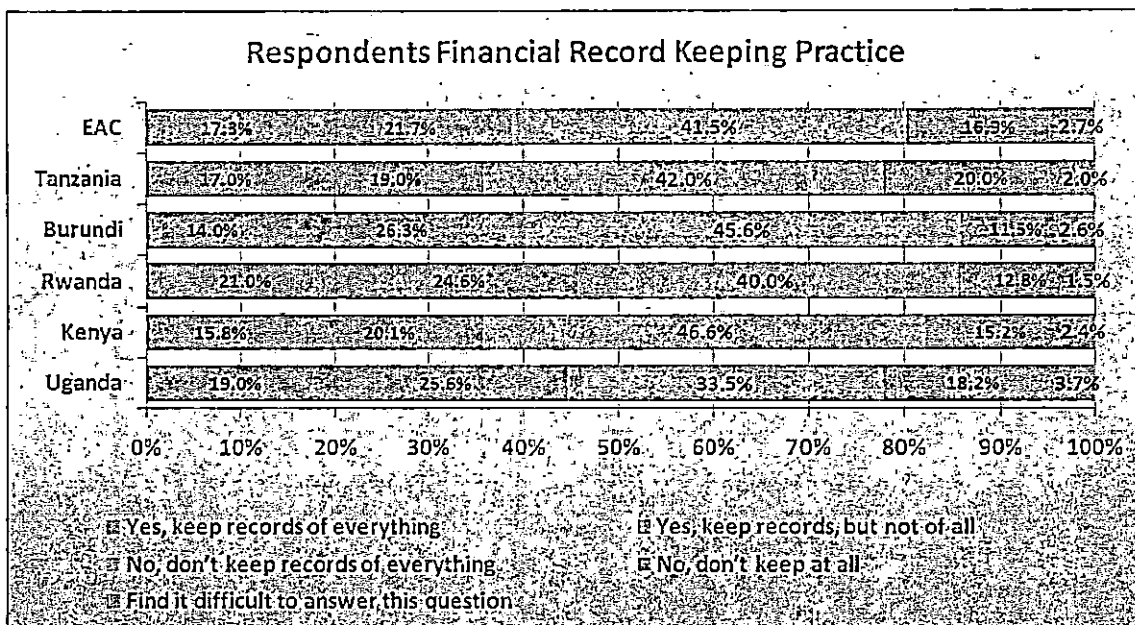 Respondents Financial Record Keeping Practice
EAC 17.3% 21.7% 41.5% 16.9% 2.7%
Tanzania 17.0% 19.0% 42.0% 20.0% 2.0%
Burundi 14.0% 26.3% 45.6% 11.5% 2.6%
Rwanda 21.0% 24.6% 40.0% 12.8% 1.5%
Kenya 15.8% 20.1% 46.6% 15.2% 2.4%
Uganda 19.0% 25.6% 33.5% 18.2% 3.7%
0% 10% 20% 30% 40% 50% 60% 70% 80% 90% 100%
Yes, keep records of everything Yes, keep records, but not of all
No, don't keep records of everything No, don't keep at all
Find it difficult to answer this question